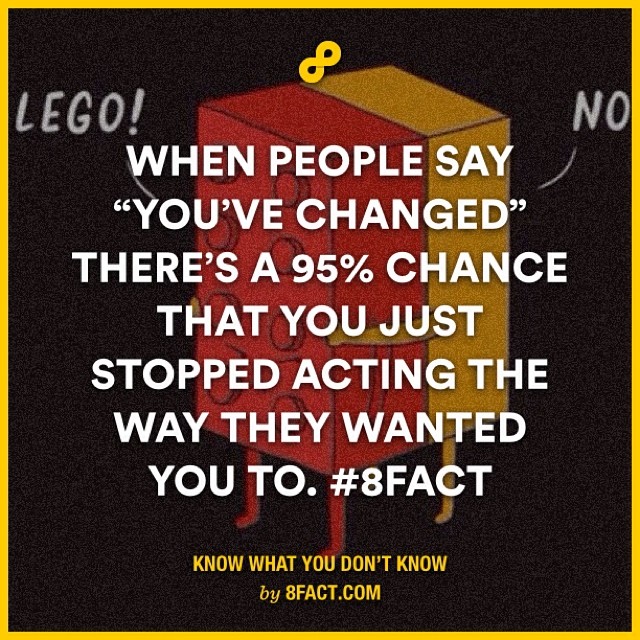 LEGO!
NO
WHEN PEOPLE SAY
“YOU’VE CHANGED”
THERE’S A 95% CHANCE
THAT YOU JUST
STOPPED ACTING THE
WAY THEY WANTED
YOU TO. #8FACT
KNOW WHAT YOU DON’T KNOW
by 8FACT.COM